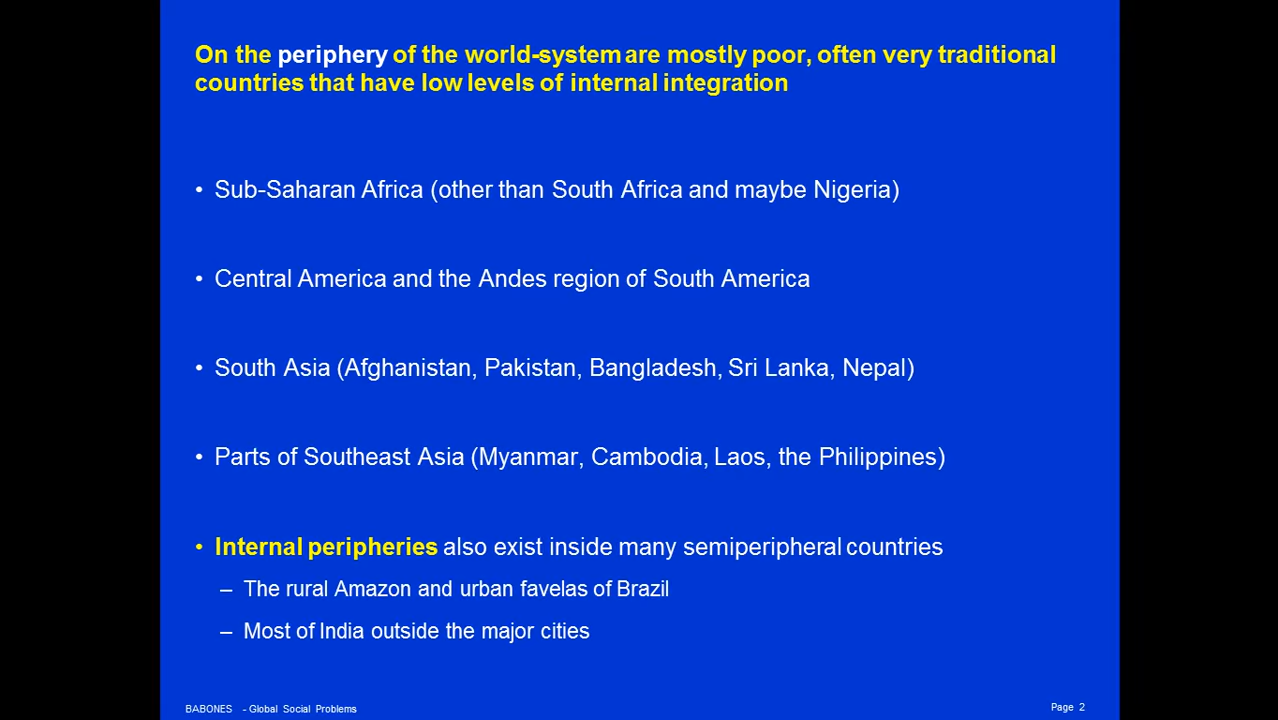 On the periphery of the world-system are mostly poor, often very traditional
countries that have low levels of internal integration
• Sub-Saharan Africa (other than South Africa and maybe Nigeria)
• Central America and the Andes region of South America
• South Asia (Afghanistan, Pakistan, Bangladesh, Sri Lanka, Nepal)
• Parts of Southeast Asia (Myanmar, Cambodia, Laos, the Philippines)
• Internal peripheries also exist inside many semiperipheral countries
– The rural Amazon and urban favelas of Brazil
– Most of India outside the major cities
BABONES - Global Social Problems
Page 2